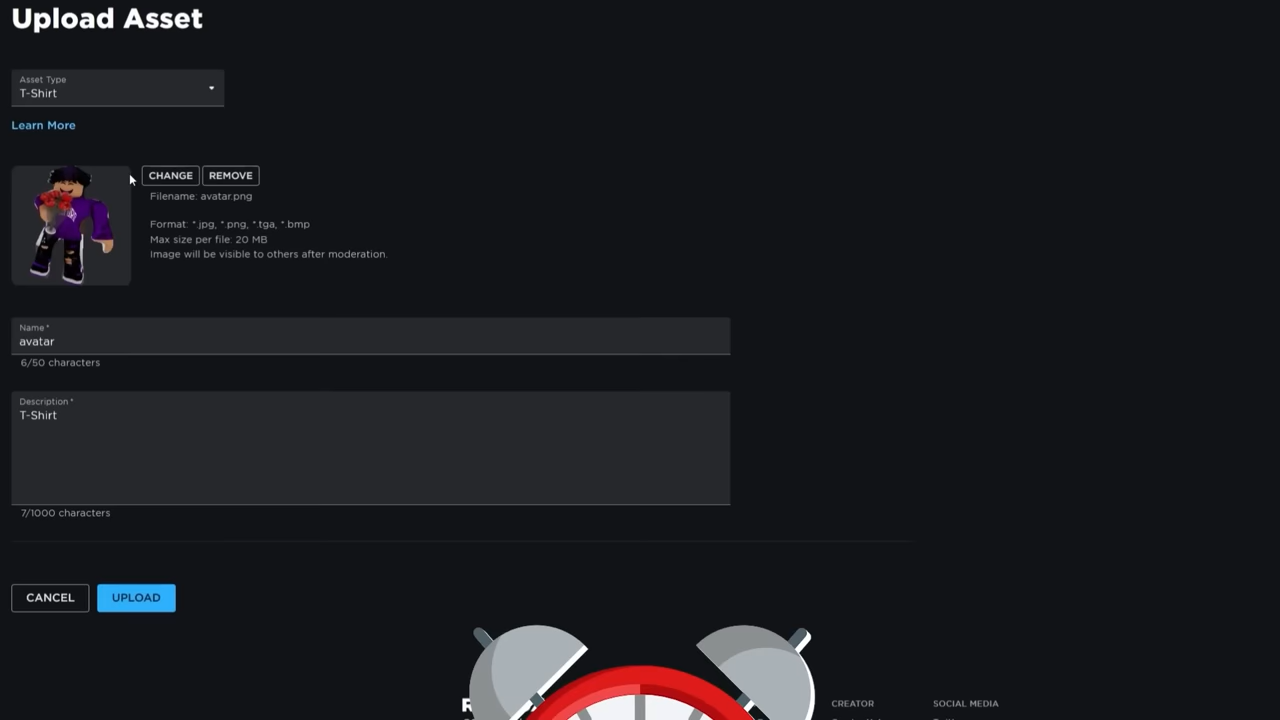 Upload Asset
Asset Type
T-Shirt
Learn More
CHANGE REMOVE
Filename: avatar.png
Format: *.jpg, *.png, *.tga, *.bmp
Max size per file: 20 MB
Image will be visible to others after moderation.
Name*
avatar
6/50 characters
Description*
T-Shirt
7/1000 characters
CANCEL UPLOAD
CREATOR SOCIAL MEDIA